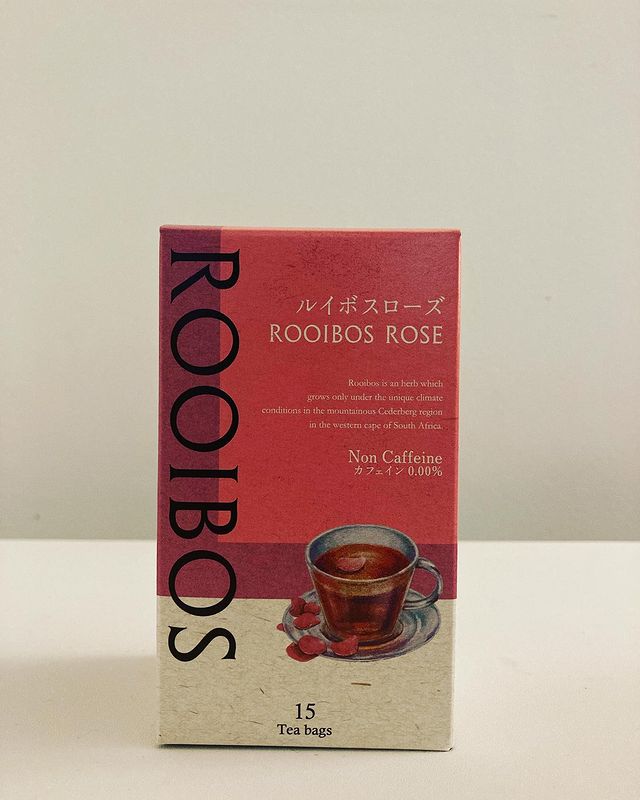 ROOIBOS
ルイボスローズ
ROOIBOS ROSE
Rooibos is an herb which
grows only under the unique climate
conditions in the mountainous Cederberg region
in the western cape of South Africa.
Non Caffeine
カフェイン 0.00%
15
Tea bags